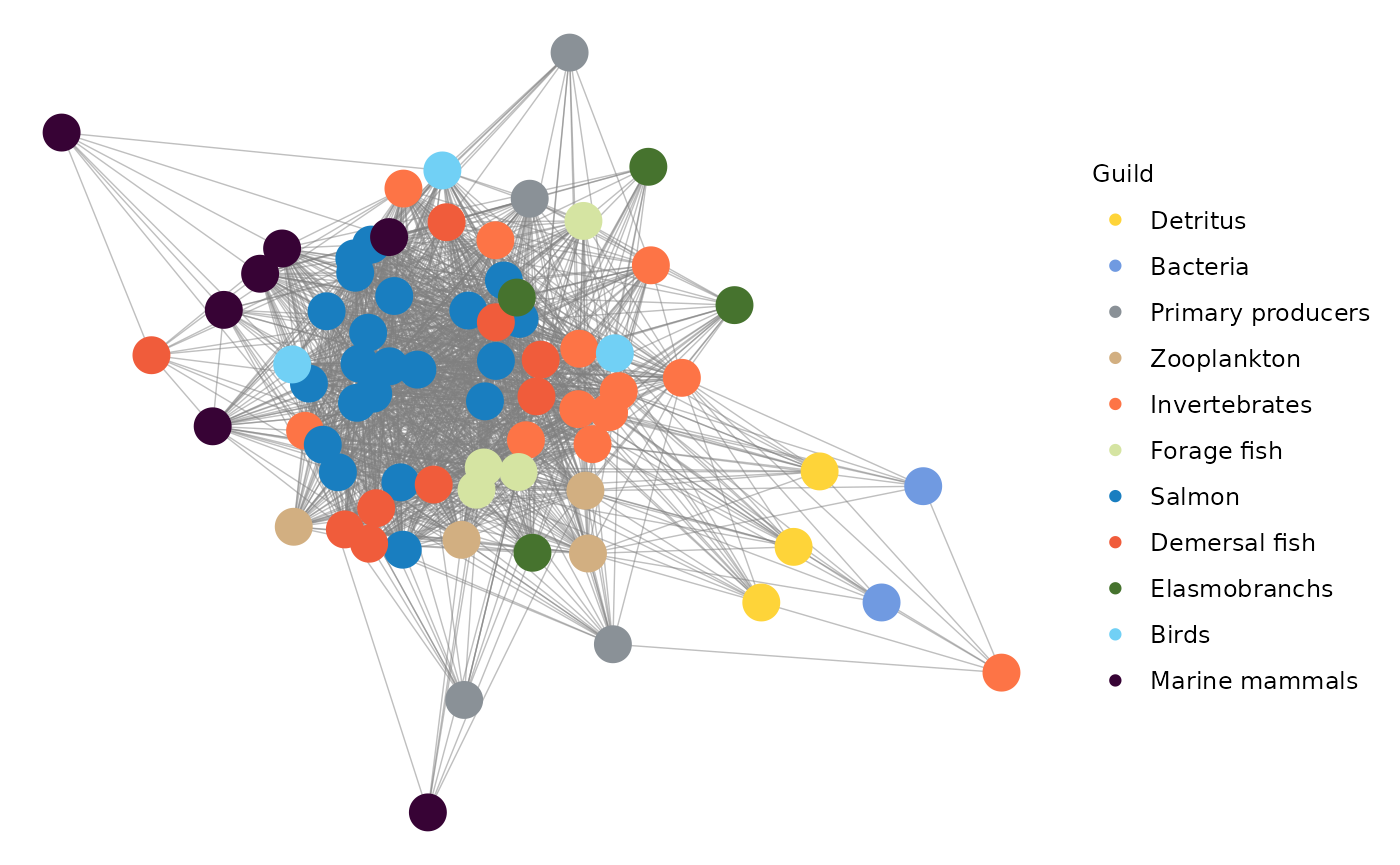 Guild
Detritus
Bacteria
Primary producers
Zooplankton
Invertebrates
Forage fish
Salmon
Demersal fish
Elasmobranchs
Birds
Marine mammals